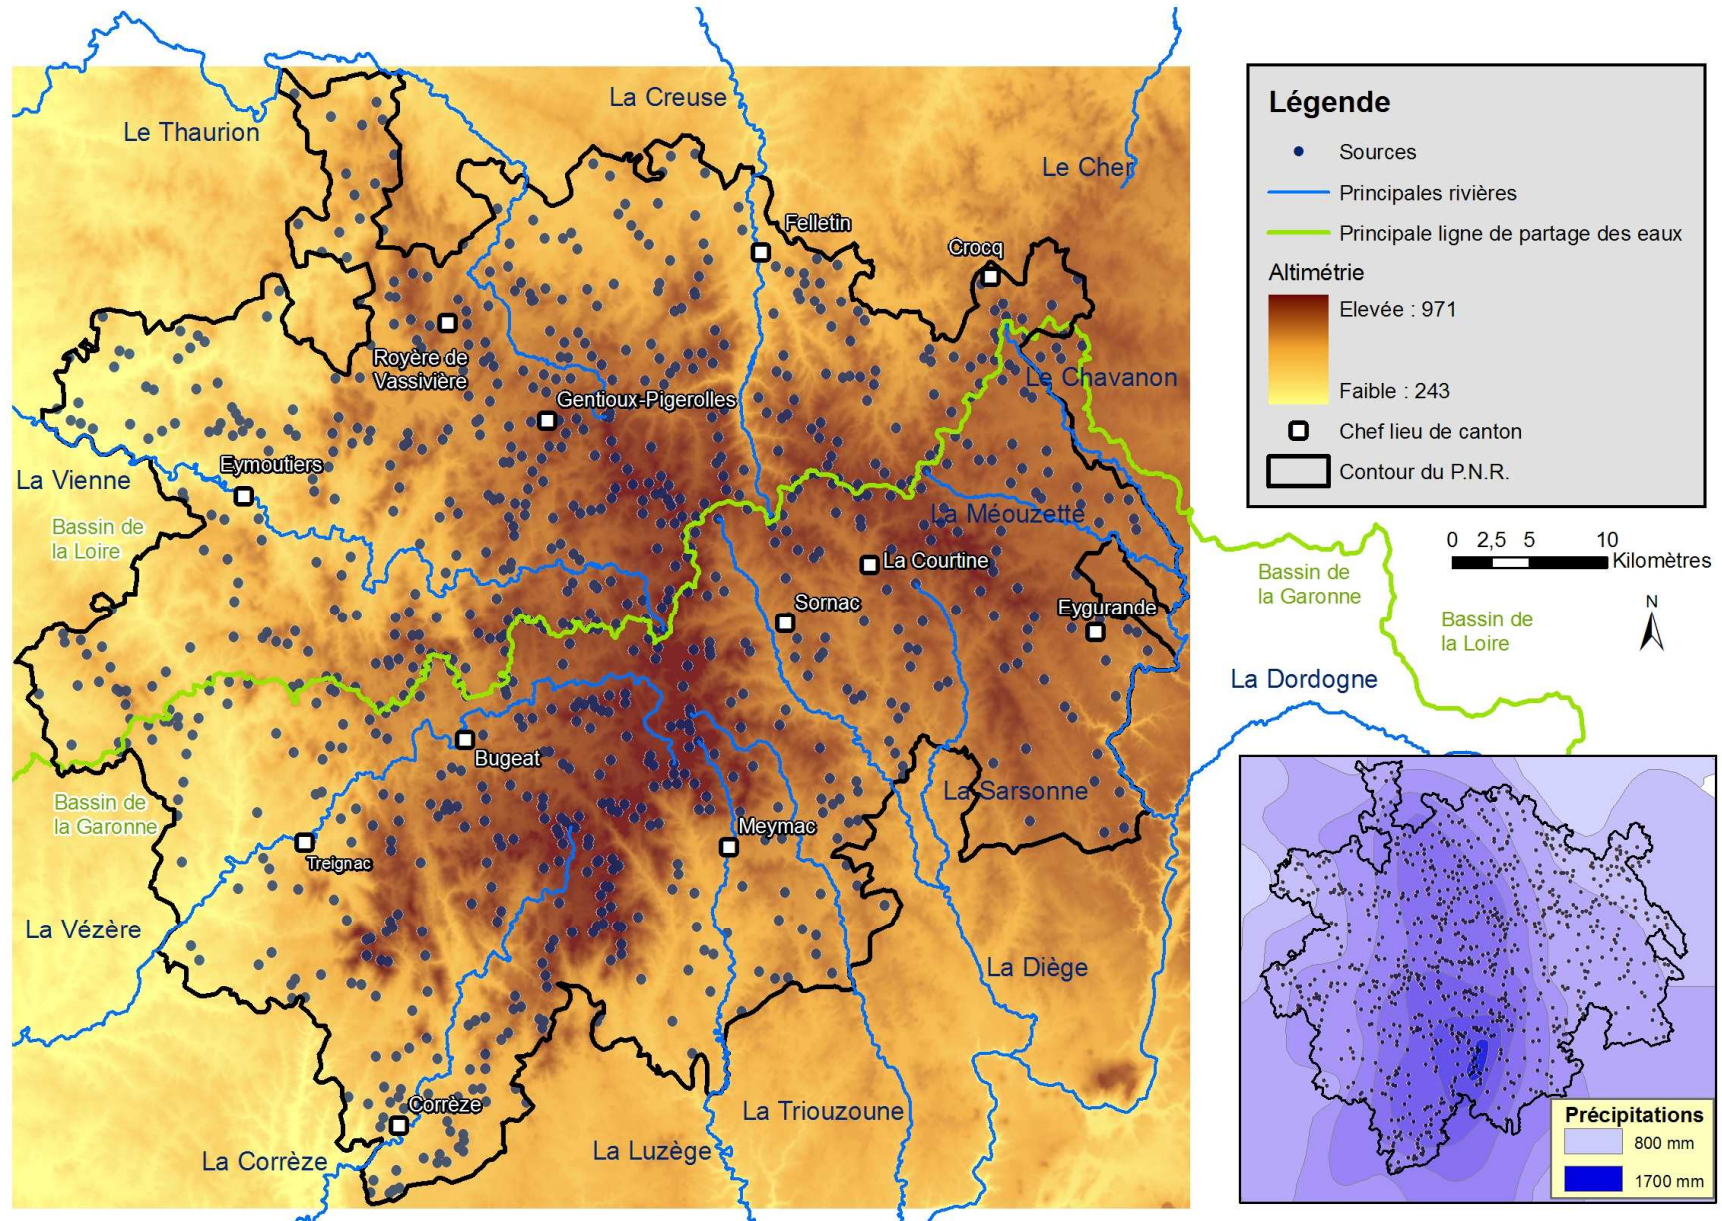 La Creuse
Le Thaurion
Le Cher
Felletin
Crocq
Royère de
Vassivière
Le Chavanon
Gentioux-Pigerolles
Eymoutiers
La Vienne
Bassin de
la Loire
La Méouzette
La Courtine
Sornac
Eygurande
Bugeat
Bassin de
la Garonne
La Sarsonne
Meymac
Treignac
La Vézère
La Diège
Corrèze
La Triouzoune
La Luzège
La Corrèze
Légende
Sources
Principales rivières
Principale ligne de partage des eaux
Altimétrie
Elevée : 971
Faible : 243
Chef lieu de canton
Contour du P.N.R.
0 2,5 5 10
Kilomètres
Bassin de
la Garonne
N
Bassin de
la Loire
La Dordogne
Précipitations
800 mm
1700 mm